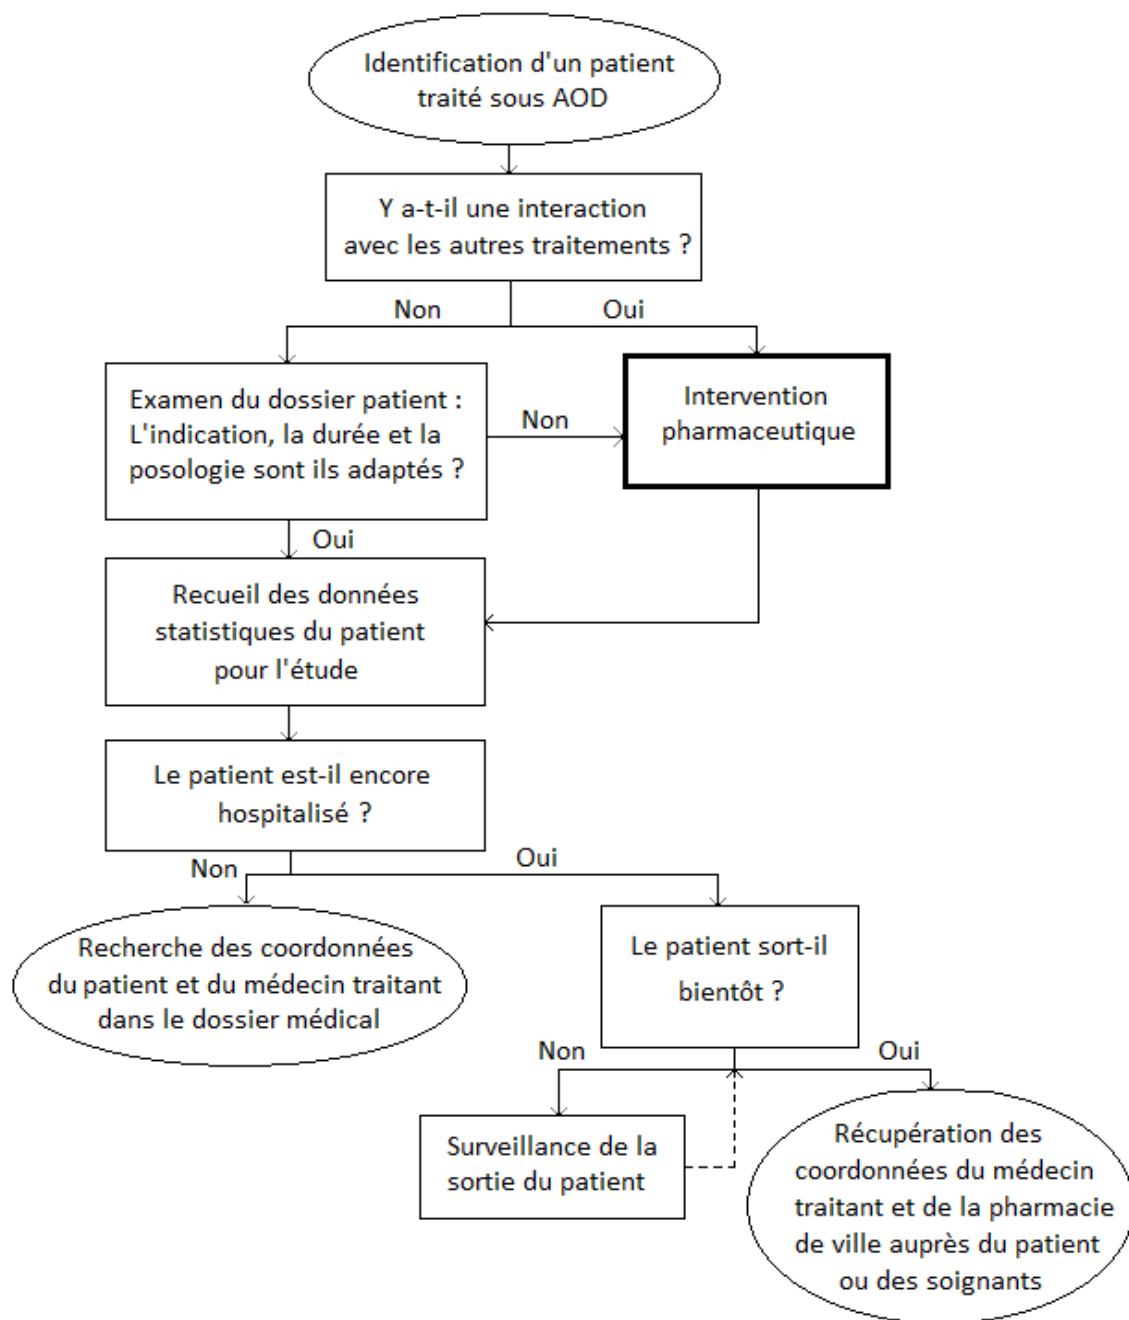 Identification d'un patient
traité sous AOD
Y a-t-il une interaction
avec les autres traitements ?
Non
Oui
Examen du dossier patient :
L'indication, la durée et la
posologie sont ils adaptés ?
Non
Intervention
pharmaceutique
Oui
Recueil des données
statistiques du patient
pour l'étude
Le patient est-il encore
hospitalisé ?
Non
Oui
Recherche des coordonnées
du patient et du médecin traitant
dans le dossier médical
Le patient sort-il
bientôt ?
Non
Oui
Surveillance de la
sortie du patient
Récupération des
coordonnées du médecin
traitant et de la pharmacie
de ville auprès du patient
ou des soignants